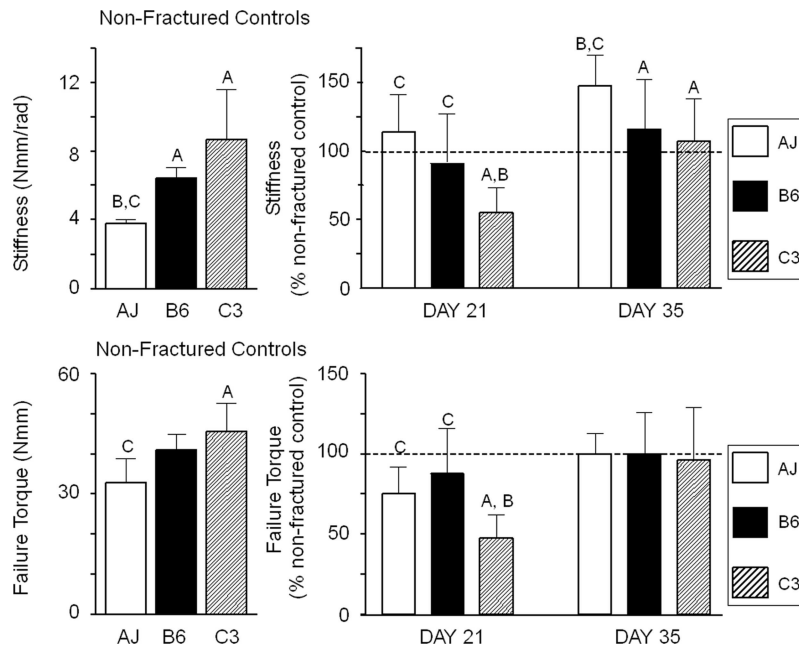 Non-Fractured Controls
Stiffness (Nmm/rad)
12
8
4
0
B,C
A
A
AJ B6 C3
Stiffness
(% non-fractured control)
150
100
50
0
C
C
A,B
B,C
A
A
DAY 21 DAY 35
AJ
B6
C3
Non-Fractured Controls
Failure Torque (Nmm)
60
30
0
C
A
AJ B6 C3
Failure Torque
(% non-fractured control)
150
100
50
0
C
C
A, B
DAY 21 DAY 35
AJ
B6
C3